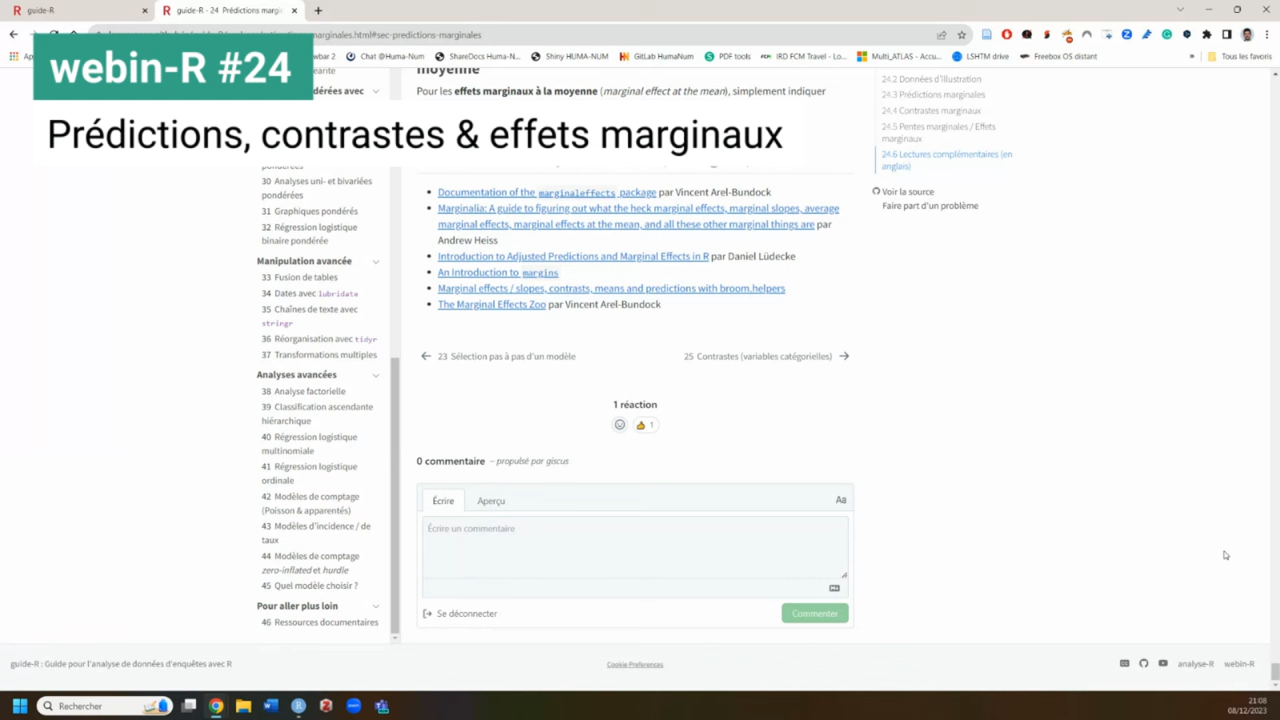 guide-R
guide-R - 24 Prédictions margi
marginales.html#sec-predictions-marginales
webin-R #24
Prédictions, contrastes & effets marginaux
Chat @Huma-Num
ShareDocs Huma-N...
Shiny HUMA-NUM
GitLab HumaNum
PDF tools
IRD FCM Travel - Lo...
Multi_ATLAS - Accu...
LSHTM drive
Freebox OS distant
»
Tous les favoris
moyenne
Pour les effets marginaux à la moyenne (marginal effect at the mean), simplement indiquer
24.2 Données d'illustration
24.3 Prédictions marginales
24.4 Contrastes marginaux
24.5 Pentes marginales / Effets
marginaux
24.6 Lectures complémentaires (en
anglais)
Voir la source
Faire part d'un problème
pondérées
30 Analyses uni- et bivariées
pondérées
31 Graphiques pondérés
32 Régression logistique
binaire pondérée
Manipulation avancée
33 Fusion de tables
34 Dates avec lubridate
35 Chaînes de texte avec
stringr
36 Réorganisation avec tidyr
37 Transformations multiples
Analyses avancées
38 Analyse factorielle
39 Classification ascendante
hiérarchique
40 Régression logistique
multinomiale
41 Régression logistique
ordinale
42 Modèles de comptage
(Poisson & apparentés)
43 Modèles d'incidence / de
taux
44 Modèles de comptage
zero-inflated et hurdle
45 Quel modèle choisir ?
Pour aller plus loin
46 Ressources documentaires
Documentation of the marginaleffects package par Vincent Arel-Bundock
Marginalia: A guide to figuring out what the heck marginal effects, marginal slopes, average
marginal effects, marginal effects at the mean, and all these other marginal things are par
Andrew Heiss
Introduction to Adjusted Predictions and Marginal Effects in R par Daniel Lüdecke
An Introduction to margins
Marginal effects / slopes, contrasts, means and predictions with broom.helpers
The Marginal Effects Zoo par Vincent Arel-Bundock
← 23 Sélection pas à pas d'un modèle
25 Contrastes (variables catégorielles) →
1 réaction
1
0 commentaire – propulsé par giscus
Écrire
Aperçu
Aa
Écrire un commentaire
Se déconnecter
Commenter
guide-R : Guide pour l'analyse de données d'enquêtes avec R
Cookie Preferences
analyse-R
webin-R
Rechercher
21:08
08/12/2023